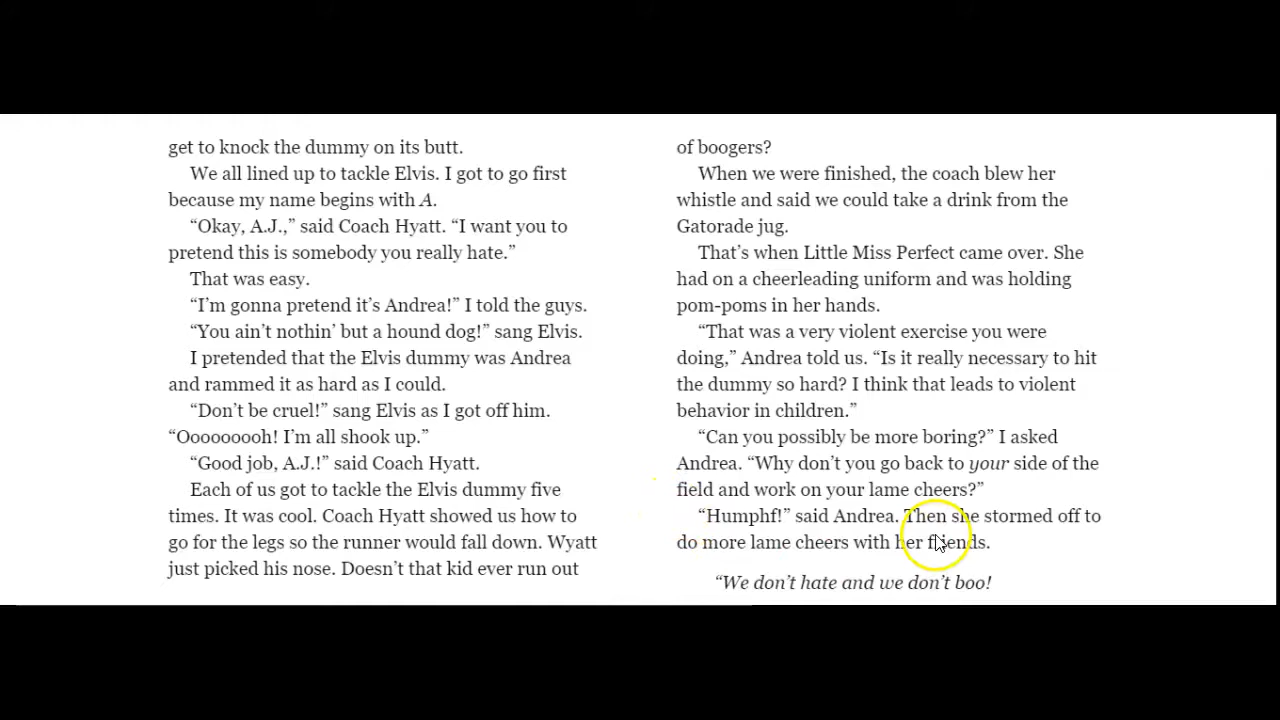 get to knock the dummy on its butt.
We all lined up to tackle Elvis. I got to go first
because my name begins with A.
“Okay, A.J.,” said Coach Hyatt. “I want you to
pretend this is somebody you really hate.”
That was easy.
“I’m gonna pretend it’s Andrea!” I told the guys.
“You ain’t nothin’ but a hound dog!” sang Elvis.
I pretended that the Elvis dummy was Andrea
and rammed it as hard as I could.
“Don’t be cruel!” sang Elvis as I got off him.
“Ooooooooh! I’m all shook up.”
“Good job, A.J.!” said Coach Hyatt.
Each of us got to tackle the Elvis dummy five
times. It was cool. Coach Hyatt showed us how to
go for the legs so the runner would fall down. Wyatt
just picked his nose. Doesn’t that kid ever run out
of boogers?
When we were finished, the coach blew her
whistle and said we could take a drink from the
Gatorade jug.
That’s when Little Miss Perfect came over. She
had on a cheerleading uniform and was holding
pom-poms in her hands.
“That was a very violent exercise you were
doing,” Andrea told us. “Is it really necessary to hit
the dummy so hard? I think that leads to violent
behavior in children.”
“Can you possibly be more boring?” I asked
Andrea. “Why don’t you go back to your side of the
field and work on your lame cheers?”
“Humphf!” said Andrea. Then she stormed off to
do more lame cheers with her friends.
“We don’t hate and we don’t boo!